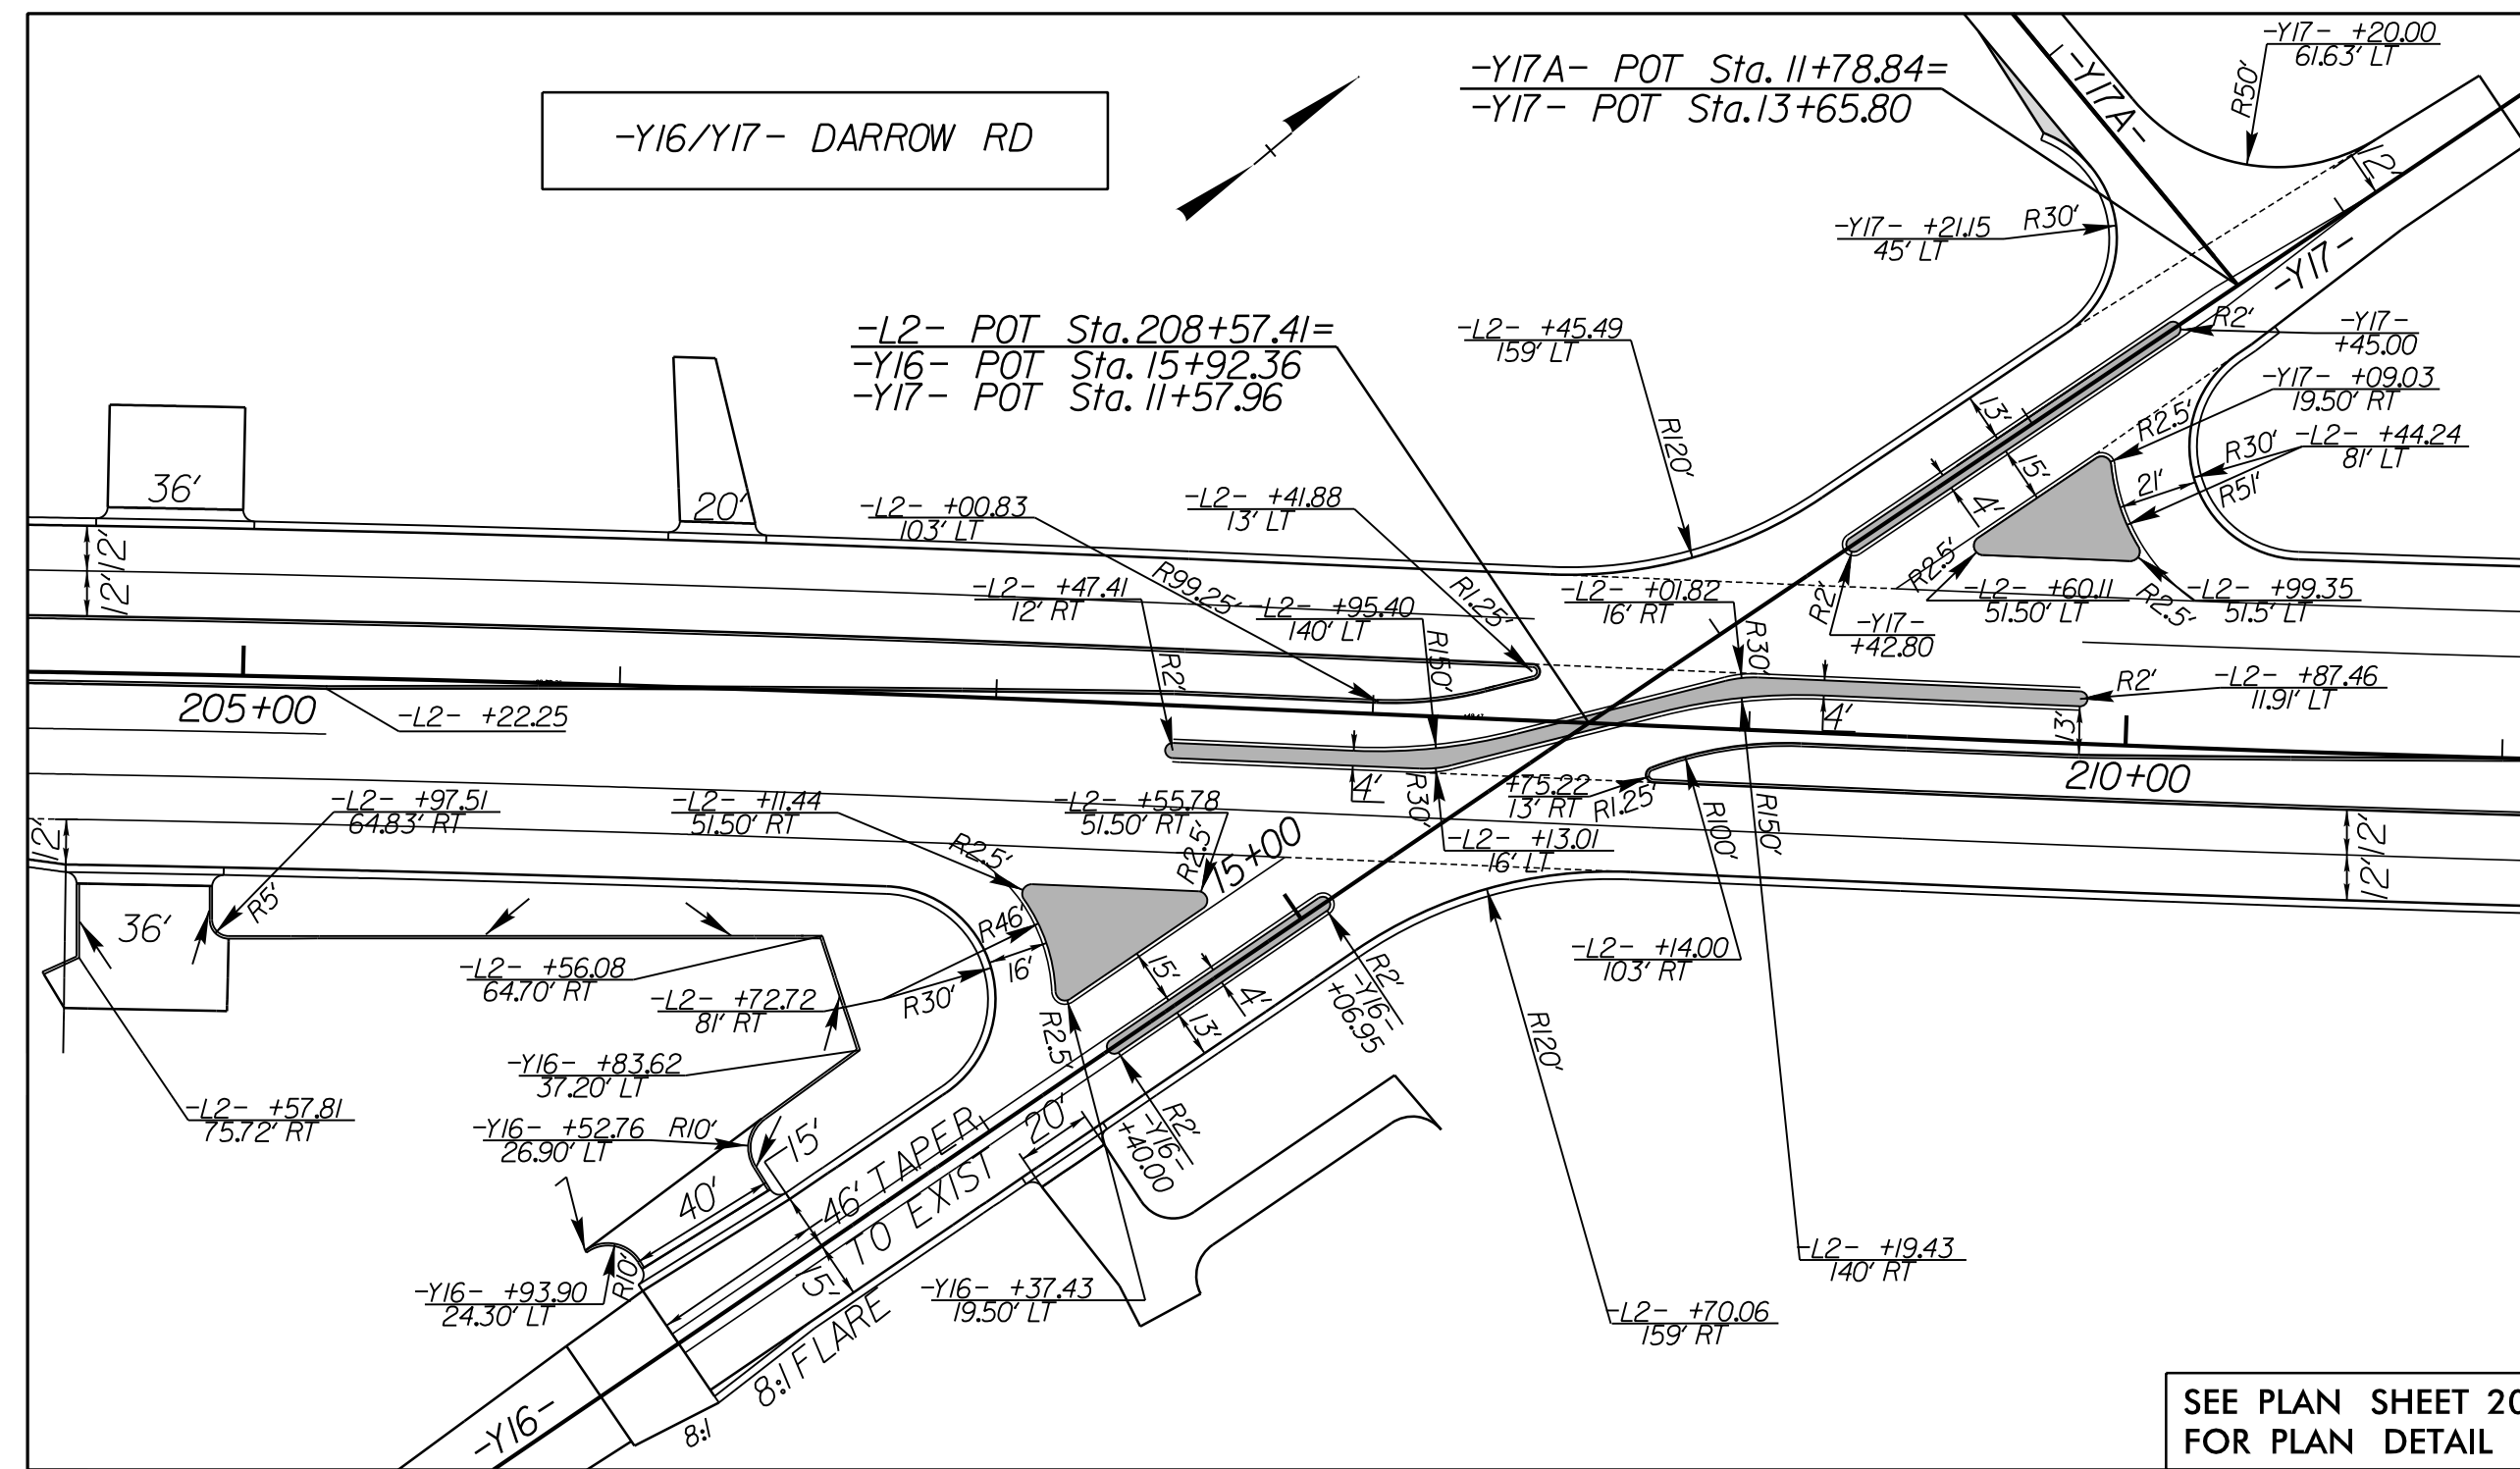 -Y16/Y17- DARROW RD
-Y17A- POT Sta. 11+78.84=
-Y17- POT Sta. 13+65.80
-Y17A-
-Y17- +20.00
61.63' LT
R50'
12'
-Y17- +21.15
45' LT
R30'
-Y17-
-L2- POT Sta. 208+57.41=
-Y16- POT Sta. 15+92.36
-Y17- POT Sta. 11+57.96
-L2- +45.49
159' LT
R120'
R2'
-Y17-
+45.00
-Y17- +09.03
19.50' RT
R2.5'
-L2- +44.24
81' LT
R30'
R51'
21'
13'
15'
4'
36'
20'
12'
12'
-L2- +00.83
103' LT
-L2- +41.88
13' LT
-L2- +47.41
12' RT
R99.25'
-L2- +95.40
140' LT
R1.25'
-L2- +01.82
16' RT
R2'
-Y17-
+42.80
R2.5'
-L2- +60.11
51.50' LT
R2.5'
-L2- +99.35
51.5' LT
R2'
R150'
R30'
R2'
-L2- +87.46
11.91' LT
4'
13'
205+00
-L2- +22.25
210+00
4'
R30'
+75.22
13' RT
R1.25'
R100'
R150'
-L2- +13.01
16' LT
12'
12'
12'
-L2- +97.51
64.83' RT
-L2- +11.44
51.50' RT
-L2- +55.78
51.50' RT
R2.5'
R2.5'
15+00
36'
R5'
R46'
16'
R30'
-L2- +56.08
64.70' RT
-L2- +72.72
81' RT
15'
4'
13'
R2'
-Y16-
+06.95
-L2- +14.00
103' RT
R2.5'
R120'
-Y16- +83.62
37.20' LT
-L2- +57.81
75.72' RT
-Y16- +52.76
26.90' LT
R10'
15'
20'
R2'
-Y16-
+40.00
40'
46' TAPER
TO EXIST
15'
-Y16- +93.90
24.30' LT
R10'
-Y16- +37.43
19.50' LT
-L2- +19.43
140' RT
-L2- +70.06
159' RT
8:1 FLARE
8:1
-Y16-
SEE PLAN SHEET 20
FOR PLAN DETAIL